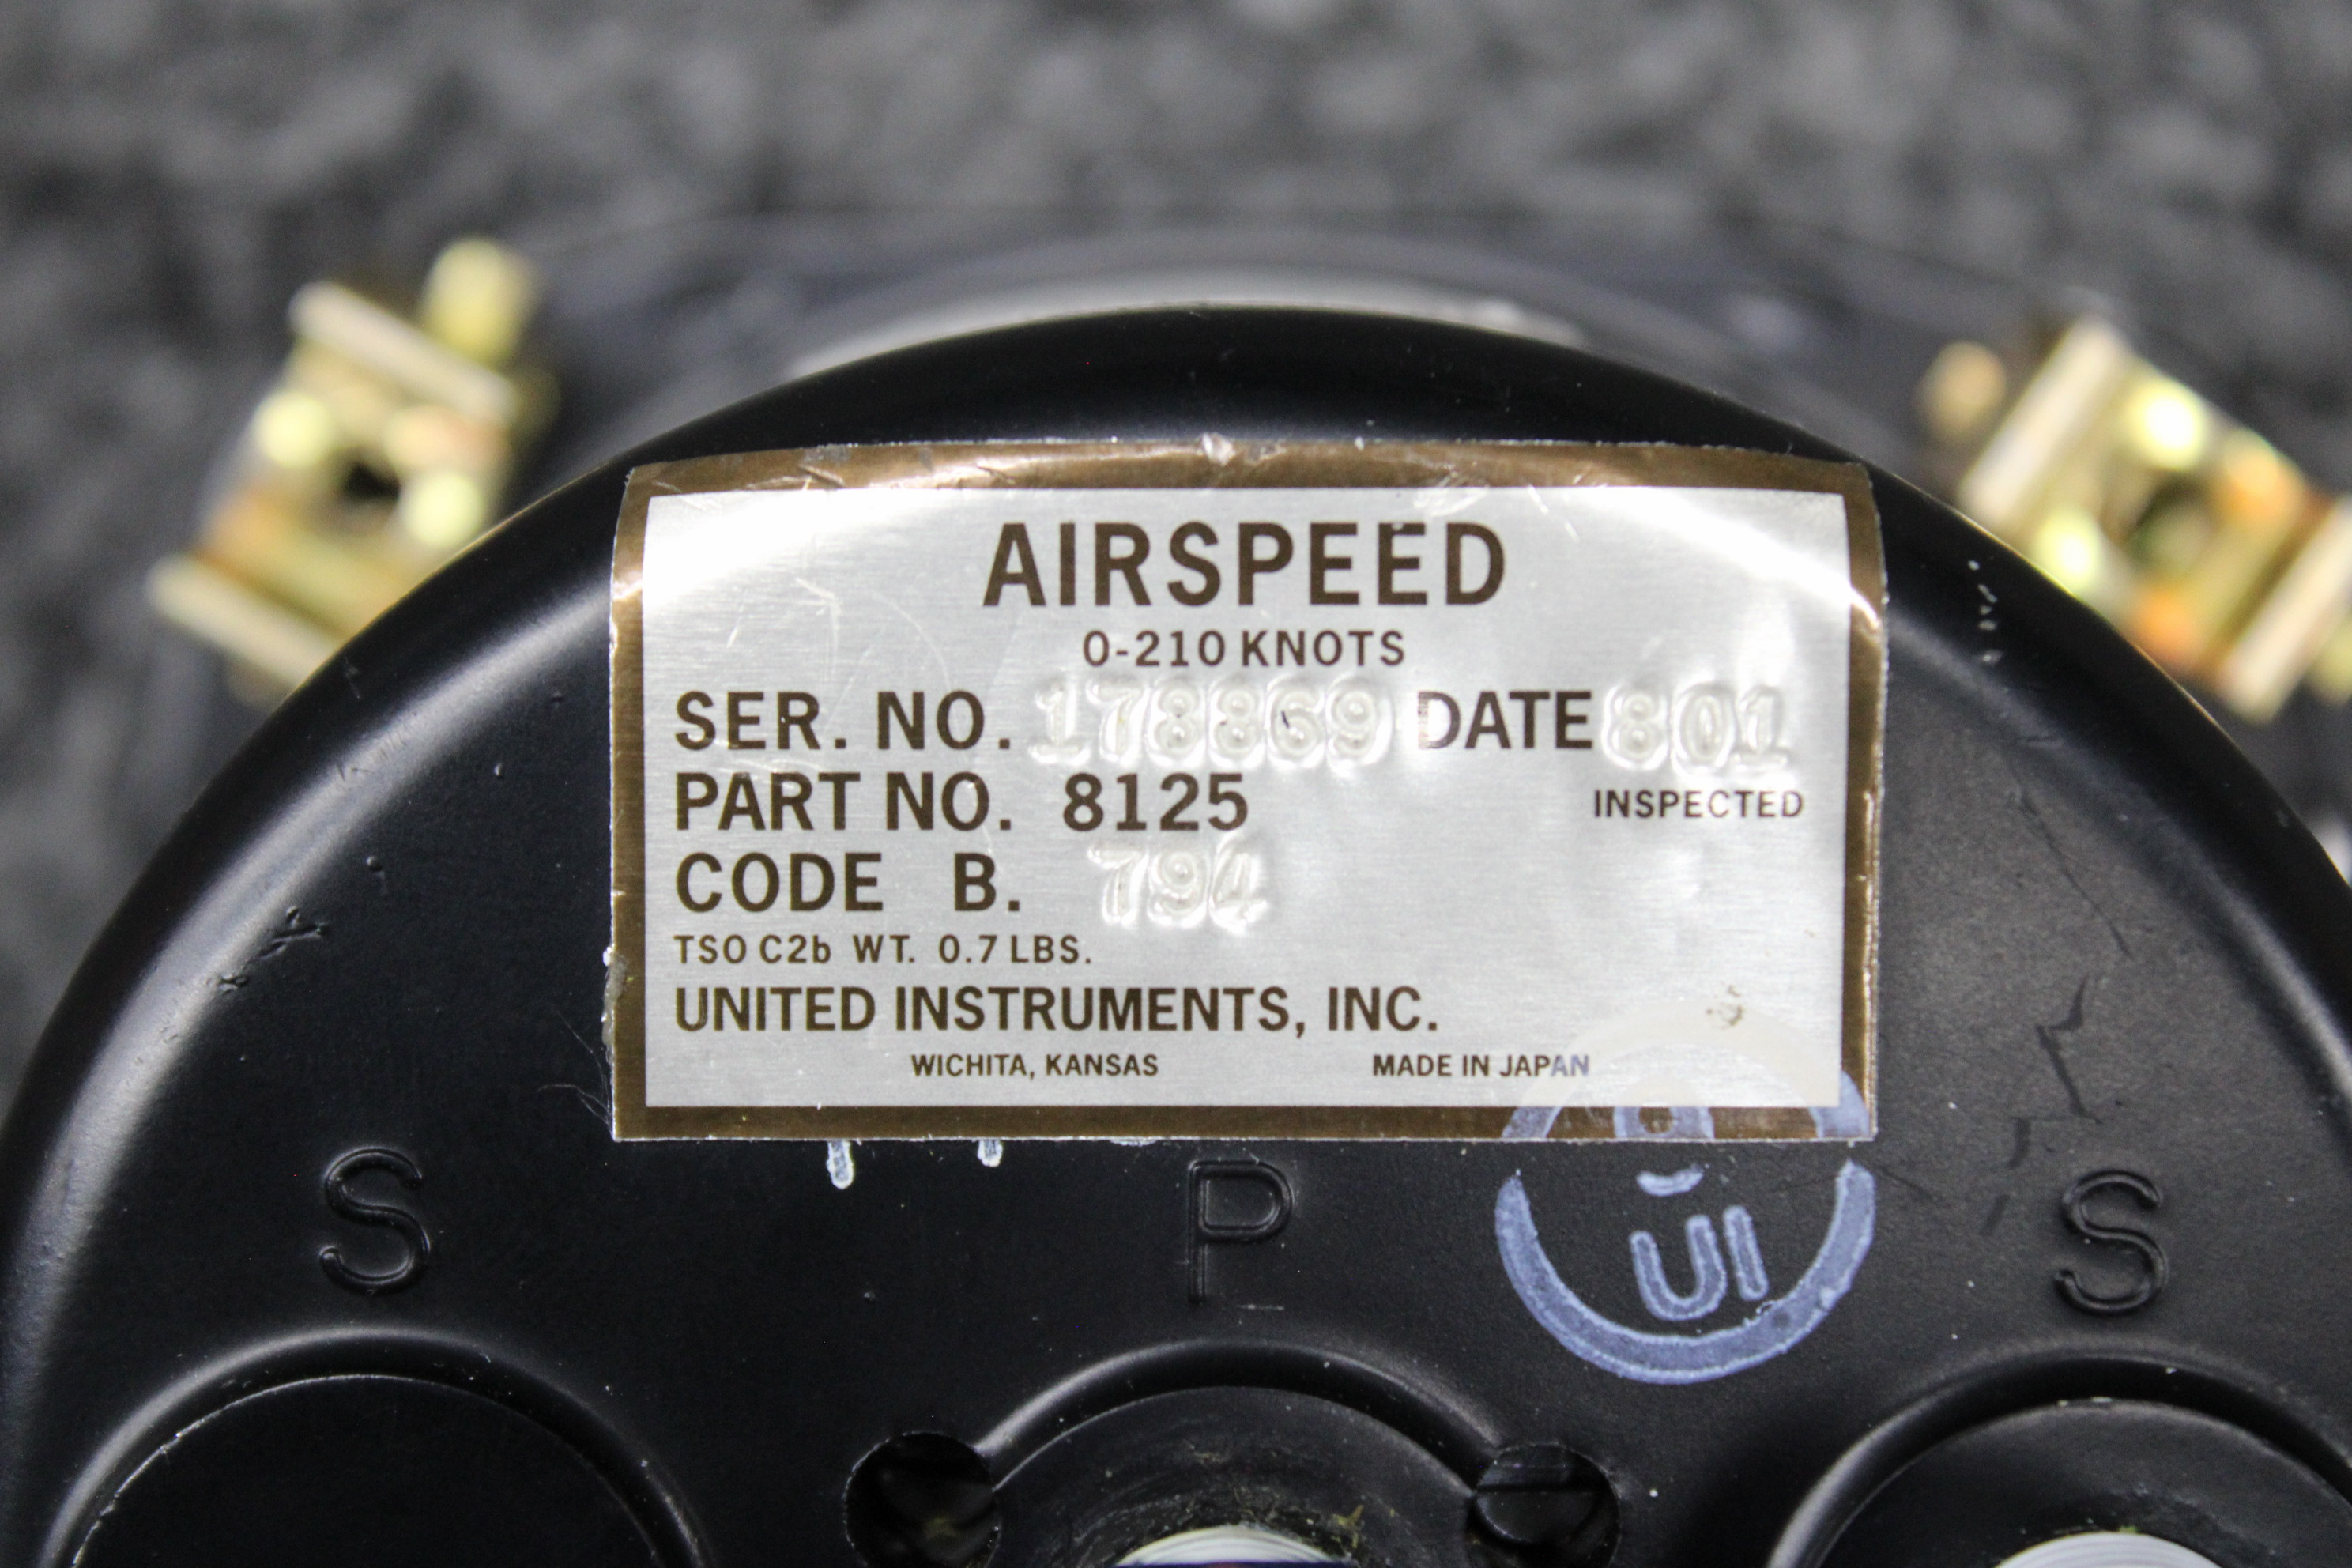 AIRSPEED
0-210 KNOTS
SER. NO. 178869 DATE 801
PART NO. 8125 INSPECTED
CODE B. 794
TSO C2b WT. 0.7 LBS.
UNITED INSTRUMENTS, INC.
WICHITA, KANSAS MADE IN JAPAN
S P S
UI